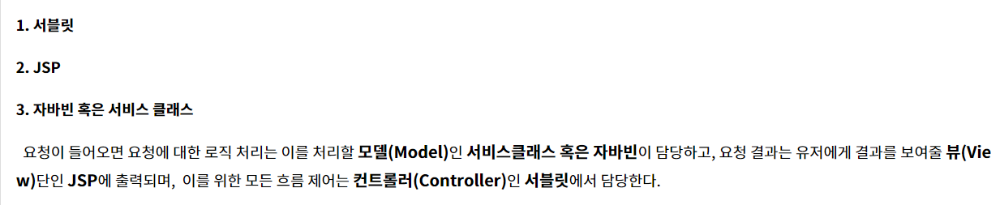 1. 서블릿
2. JSP
3. 자바빈 혹은 서비스 클래스
요청이 들어오면 요청에 대한 로직 처리는 이를 처리할 모델(Model)인 서비스클래스 혹은 자바빈이 담당하고, 요청 결과는 유저에게 결과를 보여줄 뷰(Vie
w)단인 JSP에 출력되며, 이를 위한 모든 흐름 제어는 컨트롤러(Controller)인 서블릿에서 담당한다.